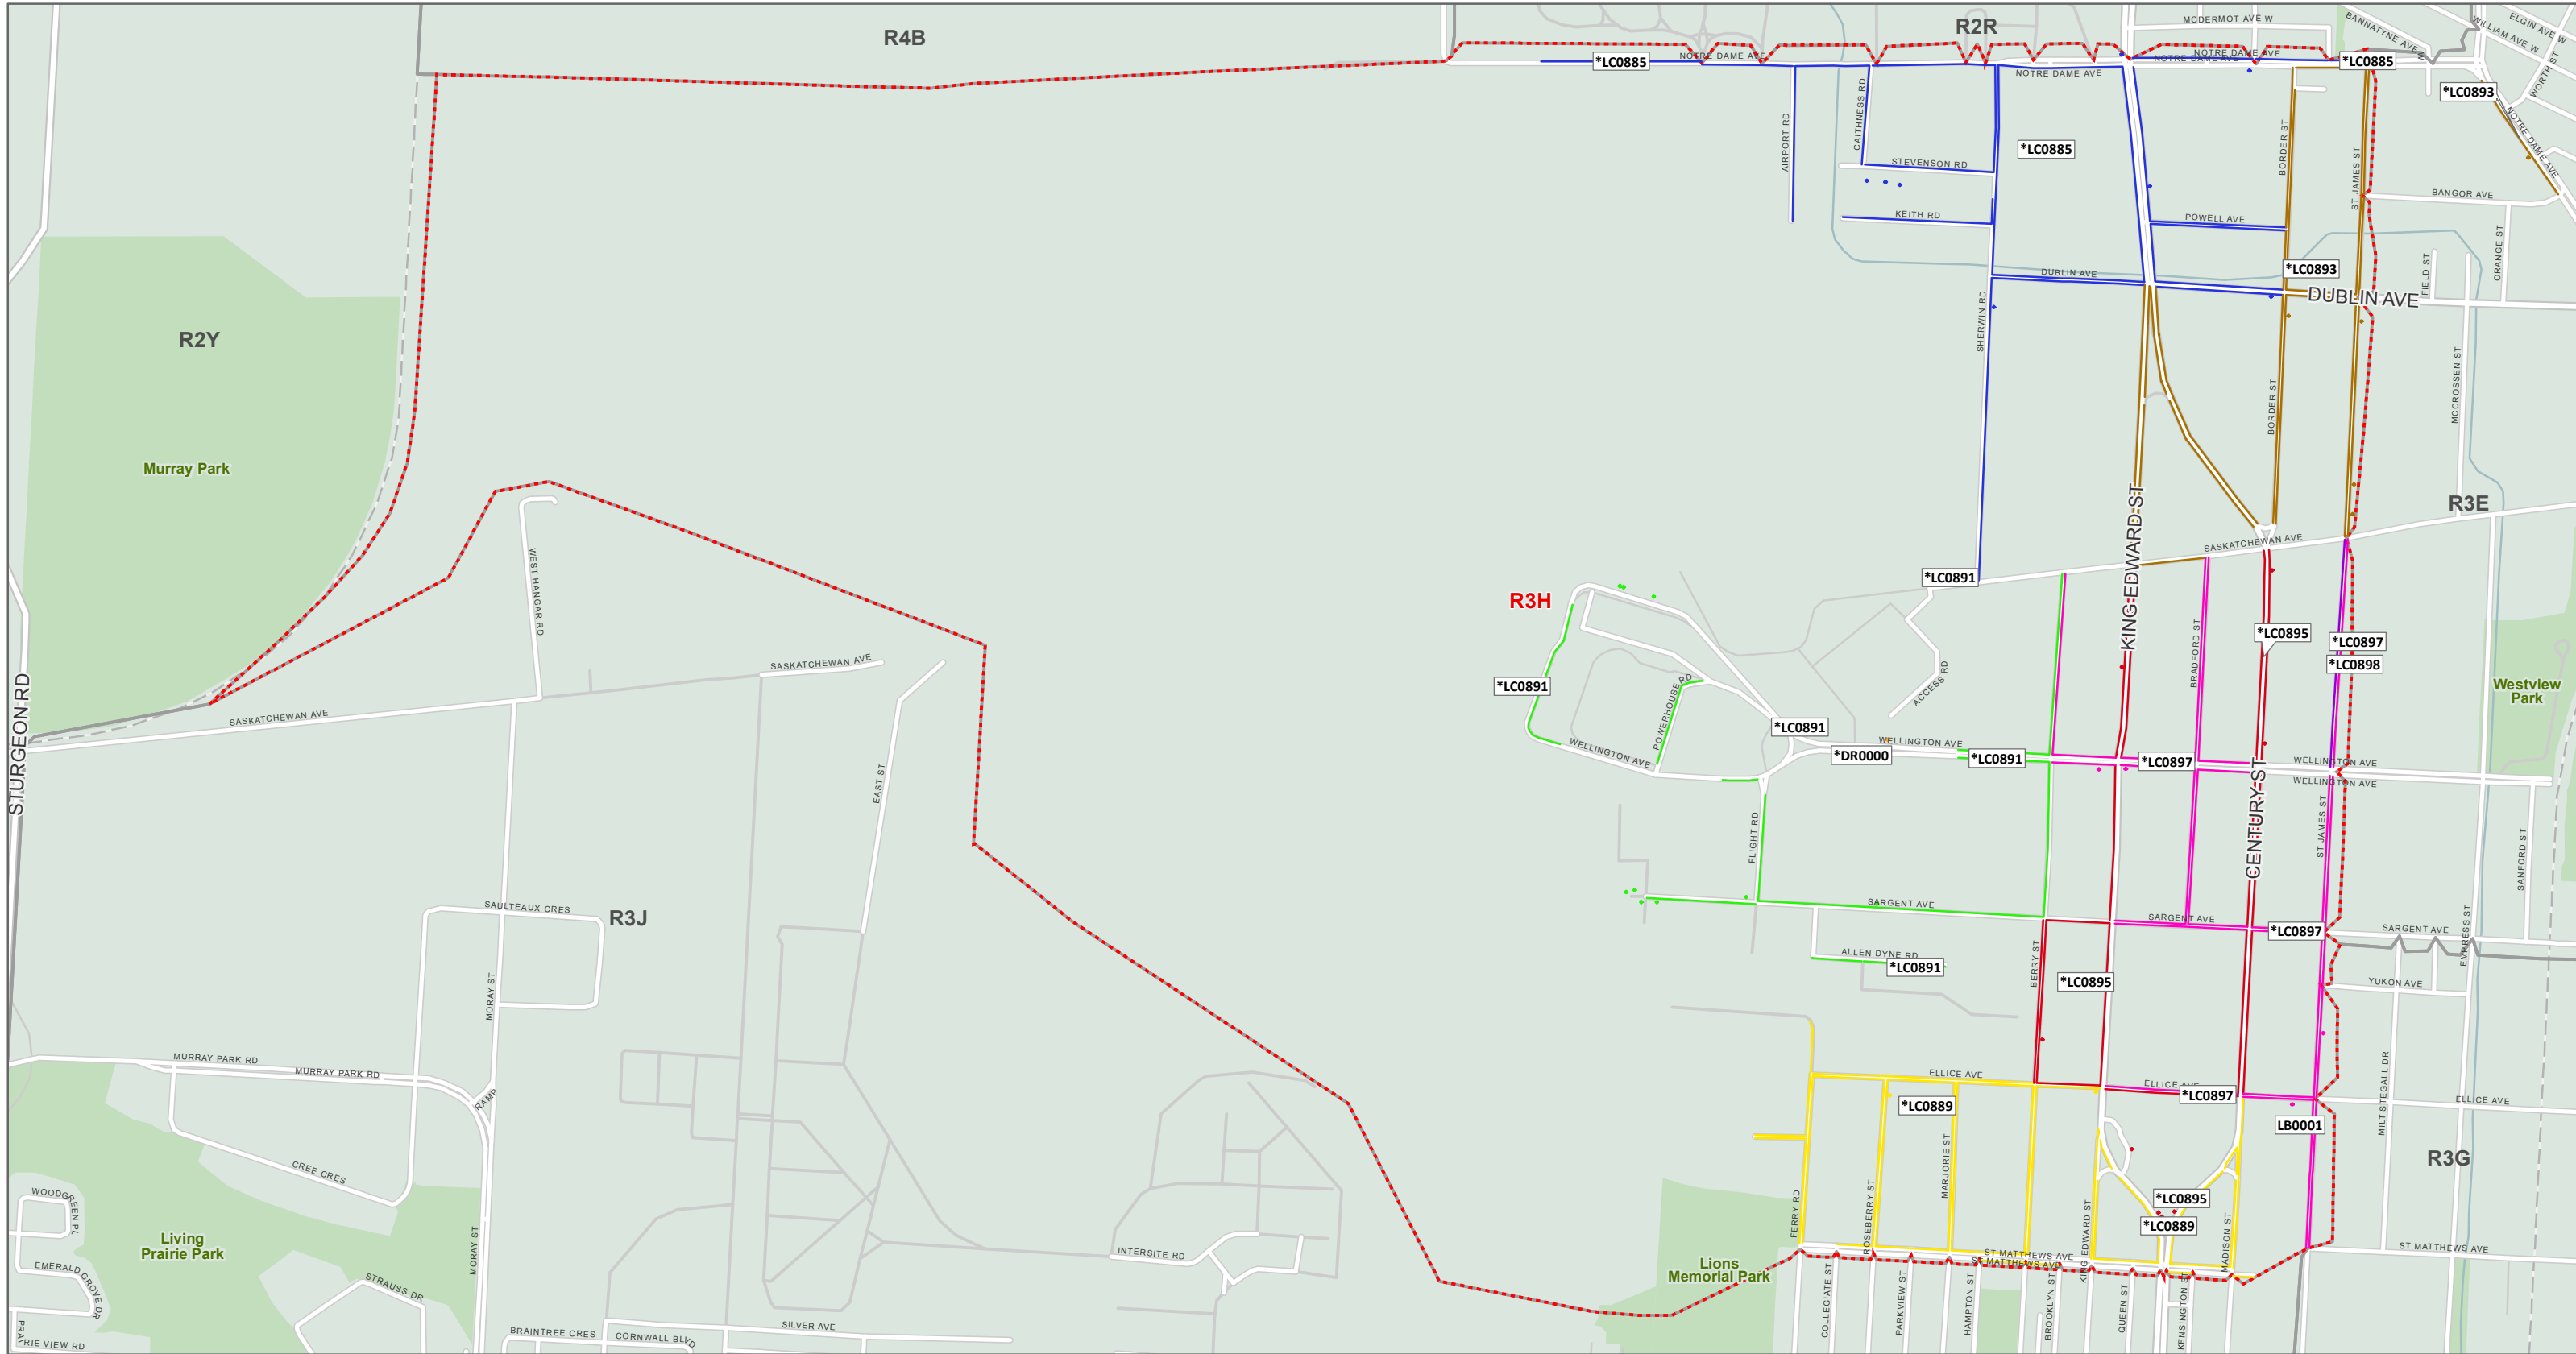 R4B
R2R
MCDERMOT AVE W
BANNATYNE AVE W
WILLIAM AVE W
ELGIN AVE W
WORTH ST
*LC0885
NOTRE DAME AVE
NOTRE DAME AVE
NOTRE DAME AVE
NOTRE DAME AVE
*LC0885
*LC0893
NOTRE DAME AVE
AIRPORT RD
CAITHNESS RD
STEVENSON RD
*LC0885
BORDER ST
ST JAMES ST
BANGOR AVE
KEITH RD
POWELL AVE
ORANGE ST
FIELD ST
DUBLIN AVE
*LC0893
DUBLIN AVE
SHERWIN RD
R2Y
MCCROSSEN ST
BORDER ST
Murray Park
R3E
KING EDWARD ST
SASKATCHEWAN AVE
WEST HANGAR RD
R3H
*LC0891
*LC0895
*LC0897
*LC0898
BRADFORD ST
SASKATCHEWAN AVE
ACCESS RD
*LC0891
POWERHOUSE RD
Westview
Park
SASKATCHEWAN AVE
STURGEON RD
*LC0891
WELLINGTON AVE
WELLINGTON AVE
*DR0000
*LC0891
*LC0897
WELLINGTON AVE
WELLINGTON AVE
EAST ST
FLIGHT RD
CENTURY ST
ST JAMES ST
SANFORD ST
SAULTEAUX CRES
R3J
SARGENT AVE
SARGENT AVE
*LC0897
SARGENT AVE
EMPRESS ST
MORAY ST
ALLEN DYNE RD
*LC0891
BERRY ST
*LC0895
YUKON AVE
MURRAY PARK RD
MURRAY PARK RD
RAMP
ELLICE AVE
ELLICE AVE
*LC0897
ELLICE AVE
*LC0889
LB0001
MILT STEGALL DR
MARJORIE ST
R3G
CREE CRES
WOODGREEN PL
*LC0895
*LC0889
FERRY RD
ROSEBERRY ST
KING EDWARD ST
MADISON ST
Living
Prairie Park
MORAY ST
INTERSITE RD
ST MATTHEWS AVE
ST MATTHEWS AVE
ST MATTHEWS AVE
Lions
Memorial Park
EMERALD GROVE DR
STRAUSS DR
COLLEGIATE ST
PARKVIEW ST
HAMPTON ST
BROOKLYN ST
QUEEN ST
KENSINGTON ST
SILVER AVE
BRAINTREE CRES
CORNWALL BLVD
PRAIRIE VIEW RD